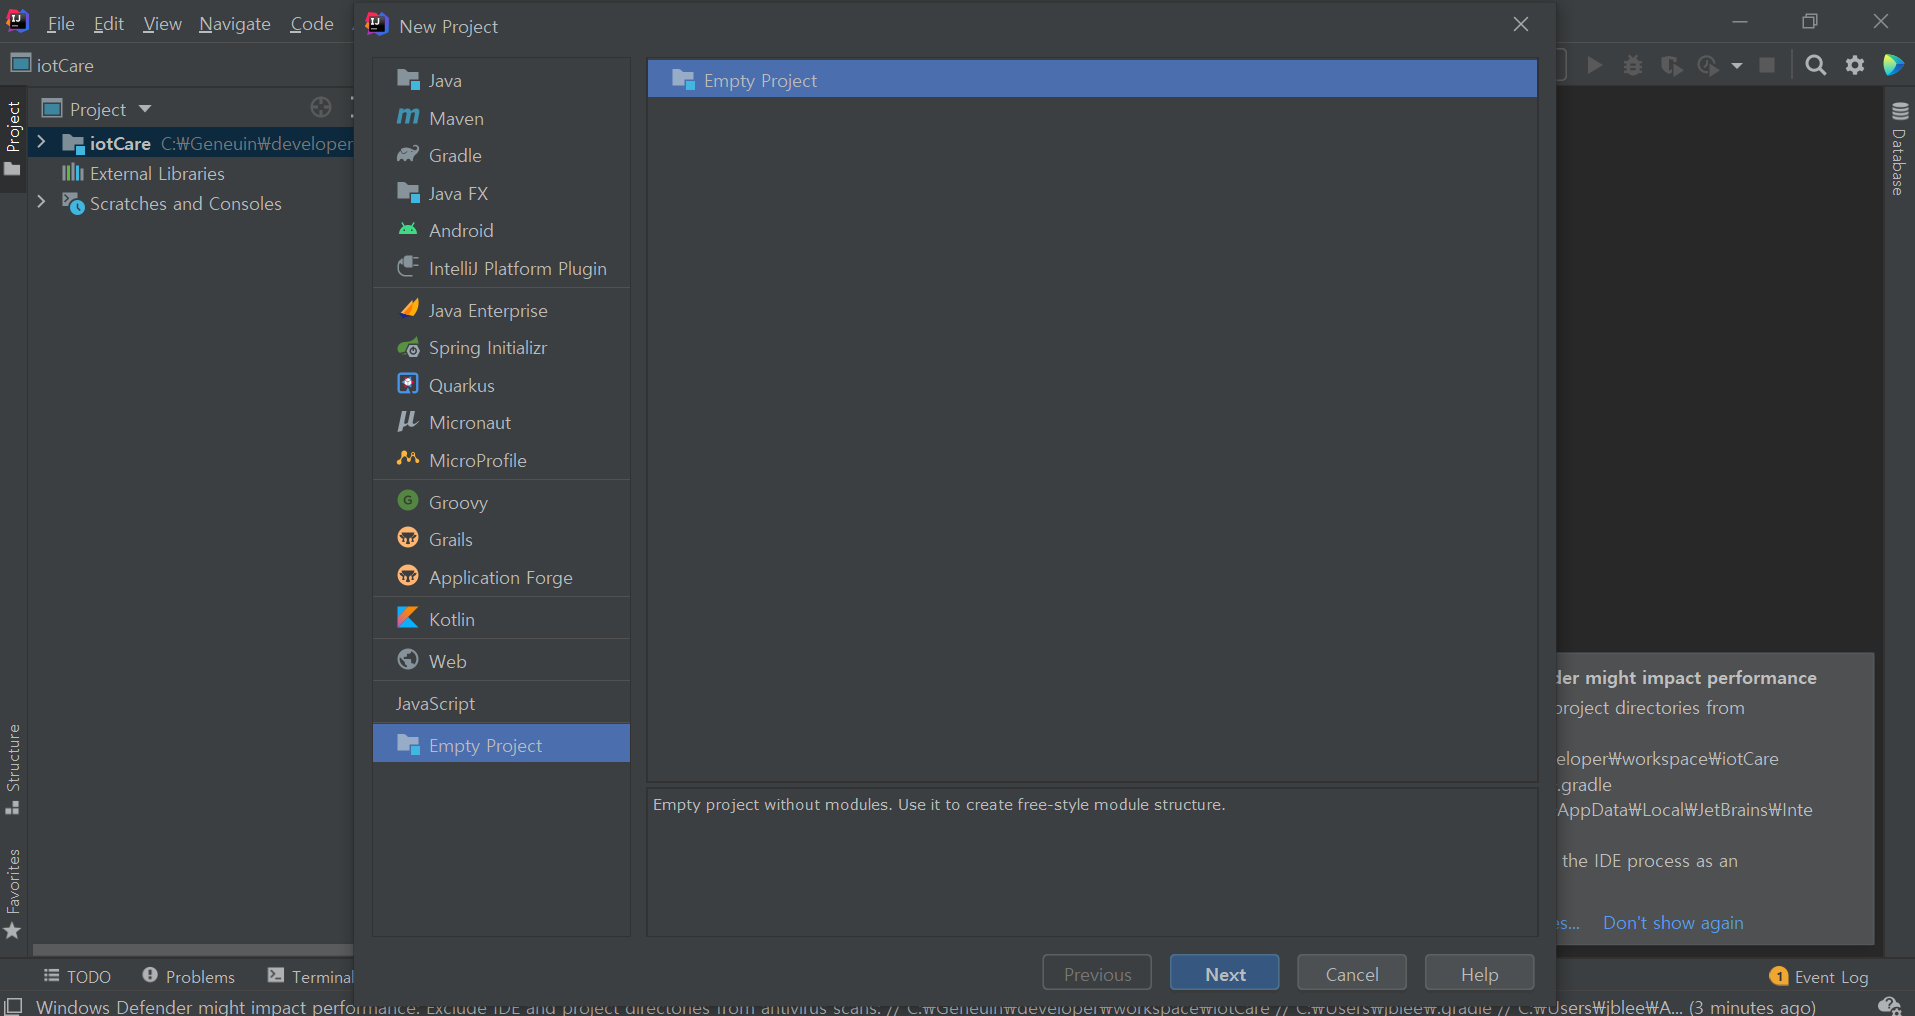 File Edit View Navigate Code
New Project
iotCare
Project
iotCare C:₩Geneuin₩developer
External Libraries
Scratches and Consoles
Project
Structure
Favorites
Java
Maven
Gradle
Java FX
Android
IntelliJ Platform Plugin
Java Enterprise
Spring Initializr
Quarkus
Micronaut
MicroProfile
Groovy
Grails
Application Forge
Kotlin
Web
JavaScript
Empty Project
Empty Project
Empty project without modules. Use it to create free-style module structure.
Previous Next Cancel Help
Database
der might impact performance
project directories from
eloper₩workspace₩iotCare
.gradle
AppData₩Local₩JetBrains₩Inte
the IDE process as an
es... Don't show again
TODO Problems Terminal
1 Event Log
Windows Defender might impact performance. Exclude IDE and project directories from antivirus scans. // C:₩Geneuin₩developer₩workspace₩iotCare // C:₩Users₩jblee₩.gradle // C:₩Users₩jblee₩A... (3 minutes ago)